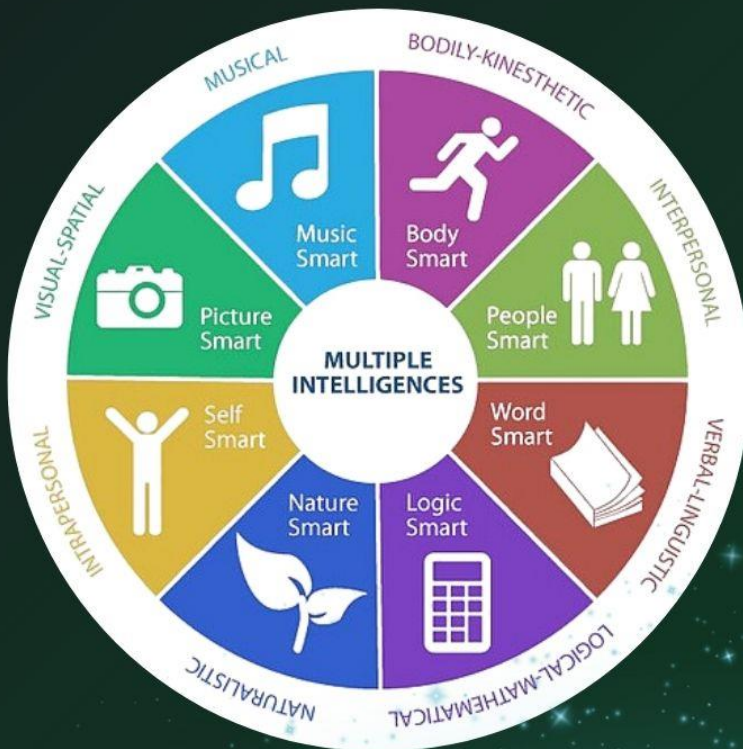 MULTIPLE
INTELLIGENCES
MUSICAL
Music
Smart
BODILY-KINESTHETIC
Body
Smart
INTERPERSONAL
People
Smart
VERBAL-LINGUISTIC
Word
Smart
LOGICAL-MATHEMATICAL
Logic
Smart
NATURALISTIC
Nature
Smart
INTRAPERSONAL
Self
Smart
VISUAL-SPATIAL
Picture
Smart